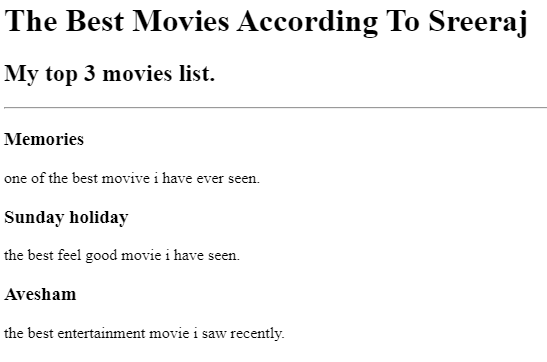 The Best Movies According To Sreeraj
My top 3 movies list.
Memories
one of the best movive i have ever seen.
Sunday holiday
the best feel good movie i have seen.
Avesham
the best entertainment movie i saw recently.